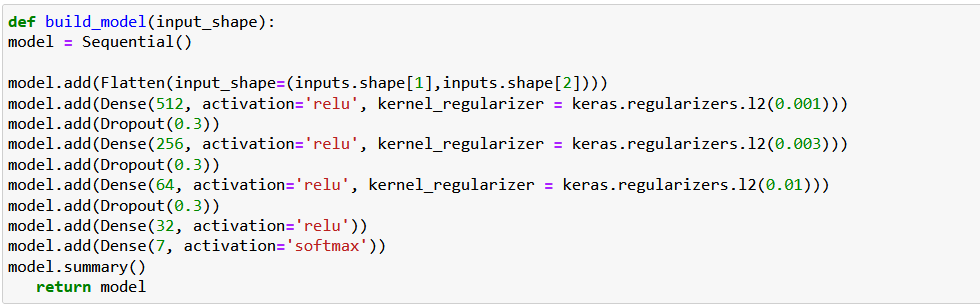 def build_model(input_shape):
model = Sequential()

model.add(Flatten(input_shape=(inputs.shape[1],inputs.shape[2])))
model.add(Dense(512, activation='relu', kernel_regularizer = keras.regularizers.l2(0.001)))
model.add(Dropout(0.3))
model.add(Dense(256, activation='relu', kernel_regularizer = keras.regularizers.l2(0.003)))
model.add(Dropout(0.3))
model.add(Dense(64, activation='relu', kernel_regularizer = keras.regularizers.l2(0.01)))
model.add(Dropout(0.3))
model.add(Dense(32, activation='relu'))
model.add(Dense(7, activation='softmax'))
model.summary()
   return model